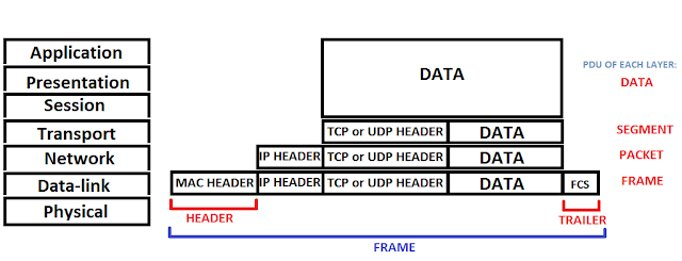 Application
Presentation
Session
Transport
Network
Data-link
Physical
DATA
TCP or UDP HEADER DATA
IP HEADER TCP or UDP HEADER DATA
MAC HEADER IP HEADER TCP or UDP HEADER DATA FCS
HEADER
TRAILER
FRAME
PDU OF EACH LAYER:
DATA
SEGMENT
PACKET
FRAME